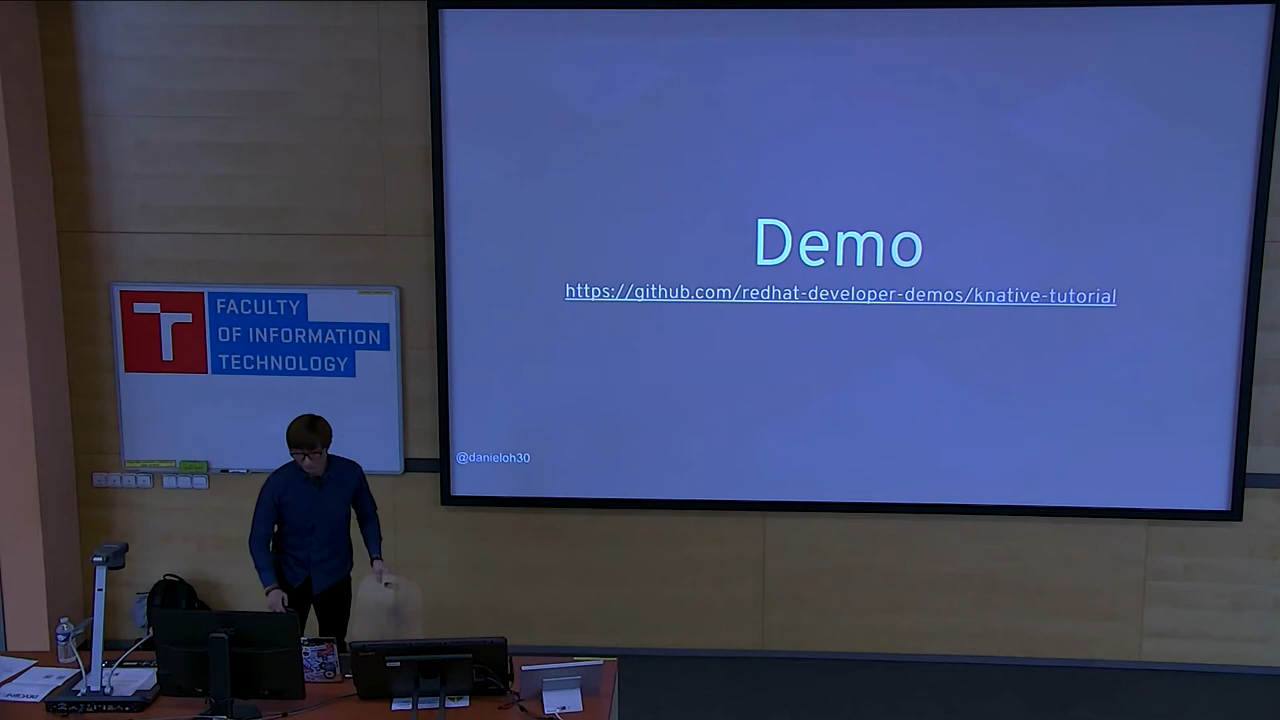 Demo
https://github.com/redhat-developer-demos/knative-tutorial
@danieloh30
FACULTY
OF INFORMATION
TECHNOLOGY